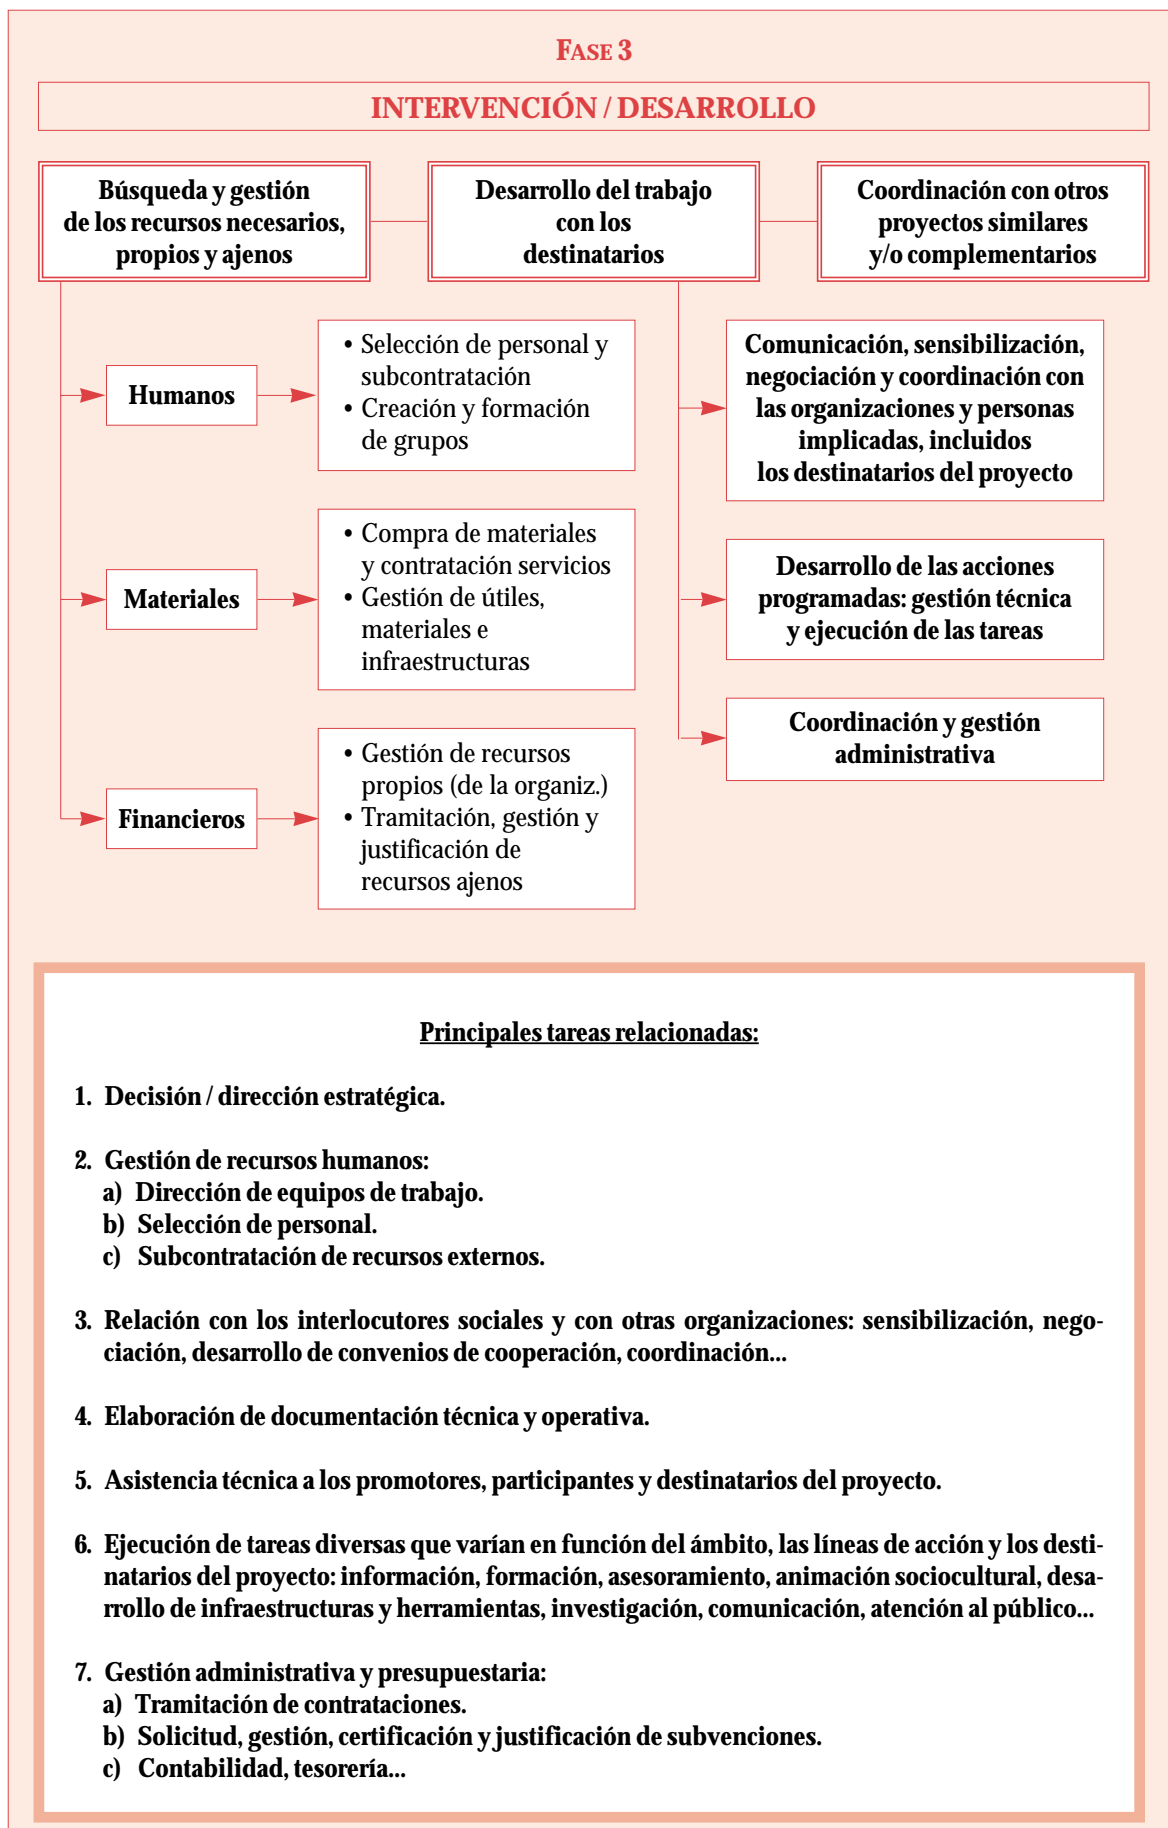 FASE 3
INTERVENCIÓN / DESARROLLO
Búsqueda y gestión
de los recursos necesarios,
propios y ajenos
Desarrollo del trabajo
con los
destinatarios
Coordinación con otros
proyectos similares
y/o complementarios
Humanos
• Selección de personal y
subcontratación
• Creación y formación
de grupos
Materiales
• Compra de materiales
y contratación servicios
• Gestión de útiles,
materiales e
infraestructuras
Financieros
• Gestión de recursos
propios (de la organiz.)
• Tramitación, gestión y
justificación de
recursos ajenos
Comunicación, sensibilización,
negociación y coordinación con
las organizaciones y personas
implicadas, incluidos
los destinatarios del proyecto
Desarrollo de las acciones
programadas: gestión técnica
y ejecución de las tareas
Coordinación y gestión
administrativa
Principales tareas relacionadas:
1. Decisión / dirección estratégica.
2. Gestión de recursos humanos:
a) Dirección de equipos de trabajo.
b) Selección de personal.
c) Subcontratación de recursos externos.
3. Relación con los interlocutores sociales y con otras organizaciones: sensibilización, nego-
ciación, desarrollo de convenios de cooperación, coordinación...
4. Elaboración de documentación técnica y operativa.
5. Asistencia técnica a los promotores, participantes y destinatarios del proyecto.
6. Ejecución de tareas diversas que varían en función del ámbito, las líneas de acción y los desti-
natarios del proyecto: información, formación, asesoramiento, animación sociocultural, desa-
rrollo de infraestructuras y herramientas, investigación, comunicación, atención al público...
7. Gestión administrativa y presupuestaria:
a) Tramitación de contrataciones.
b) Solicitud, gestión, certificación y justificación de subvenciones.
c) Contabilidad, tesorería...